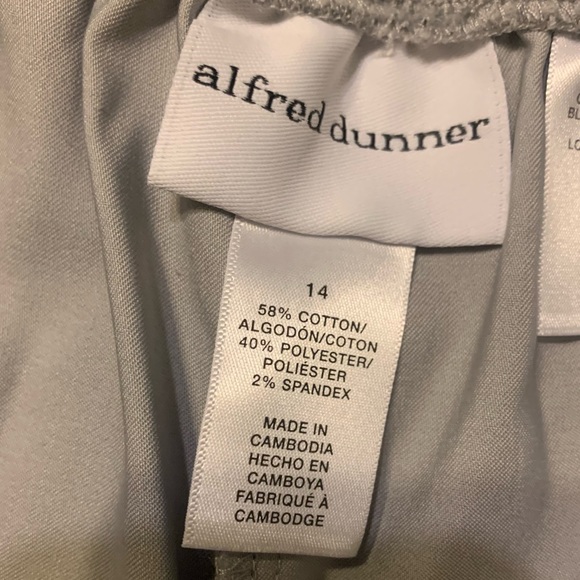 alfred dunner
14
58% COTTON/
ALGODÓN/COTON
40% POLYESTER/
POLIÉSTER
2% SPANDEX
MADE IN
CAMBODIA
HECHO EN
CAMBOYA
FABRIQUÉ À
CAMBODGE